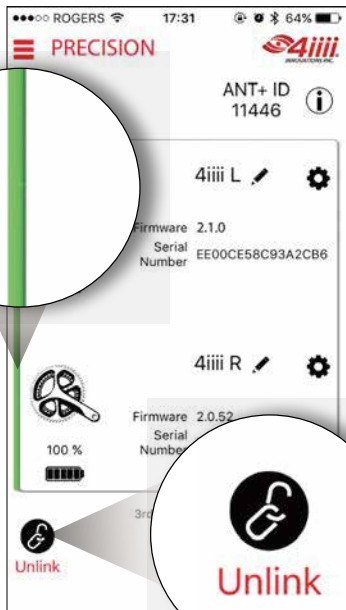 ROGERS 17:31 64%
PRECISION 4iiii
INNOVATIONS INC.
ANT+ ID
11446
4iiii L
Firmware 2.1.0
Serial
Number EE00CE58C93A2CB6
4iiii R
Firmware 2.0.52
Serial
Number
100 %
3rd
Unlink
Unlink